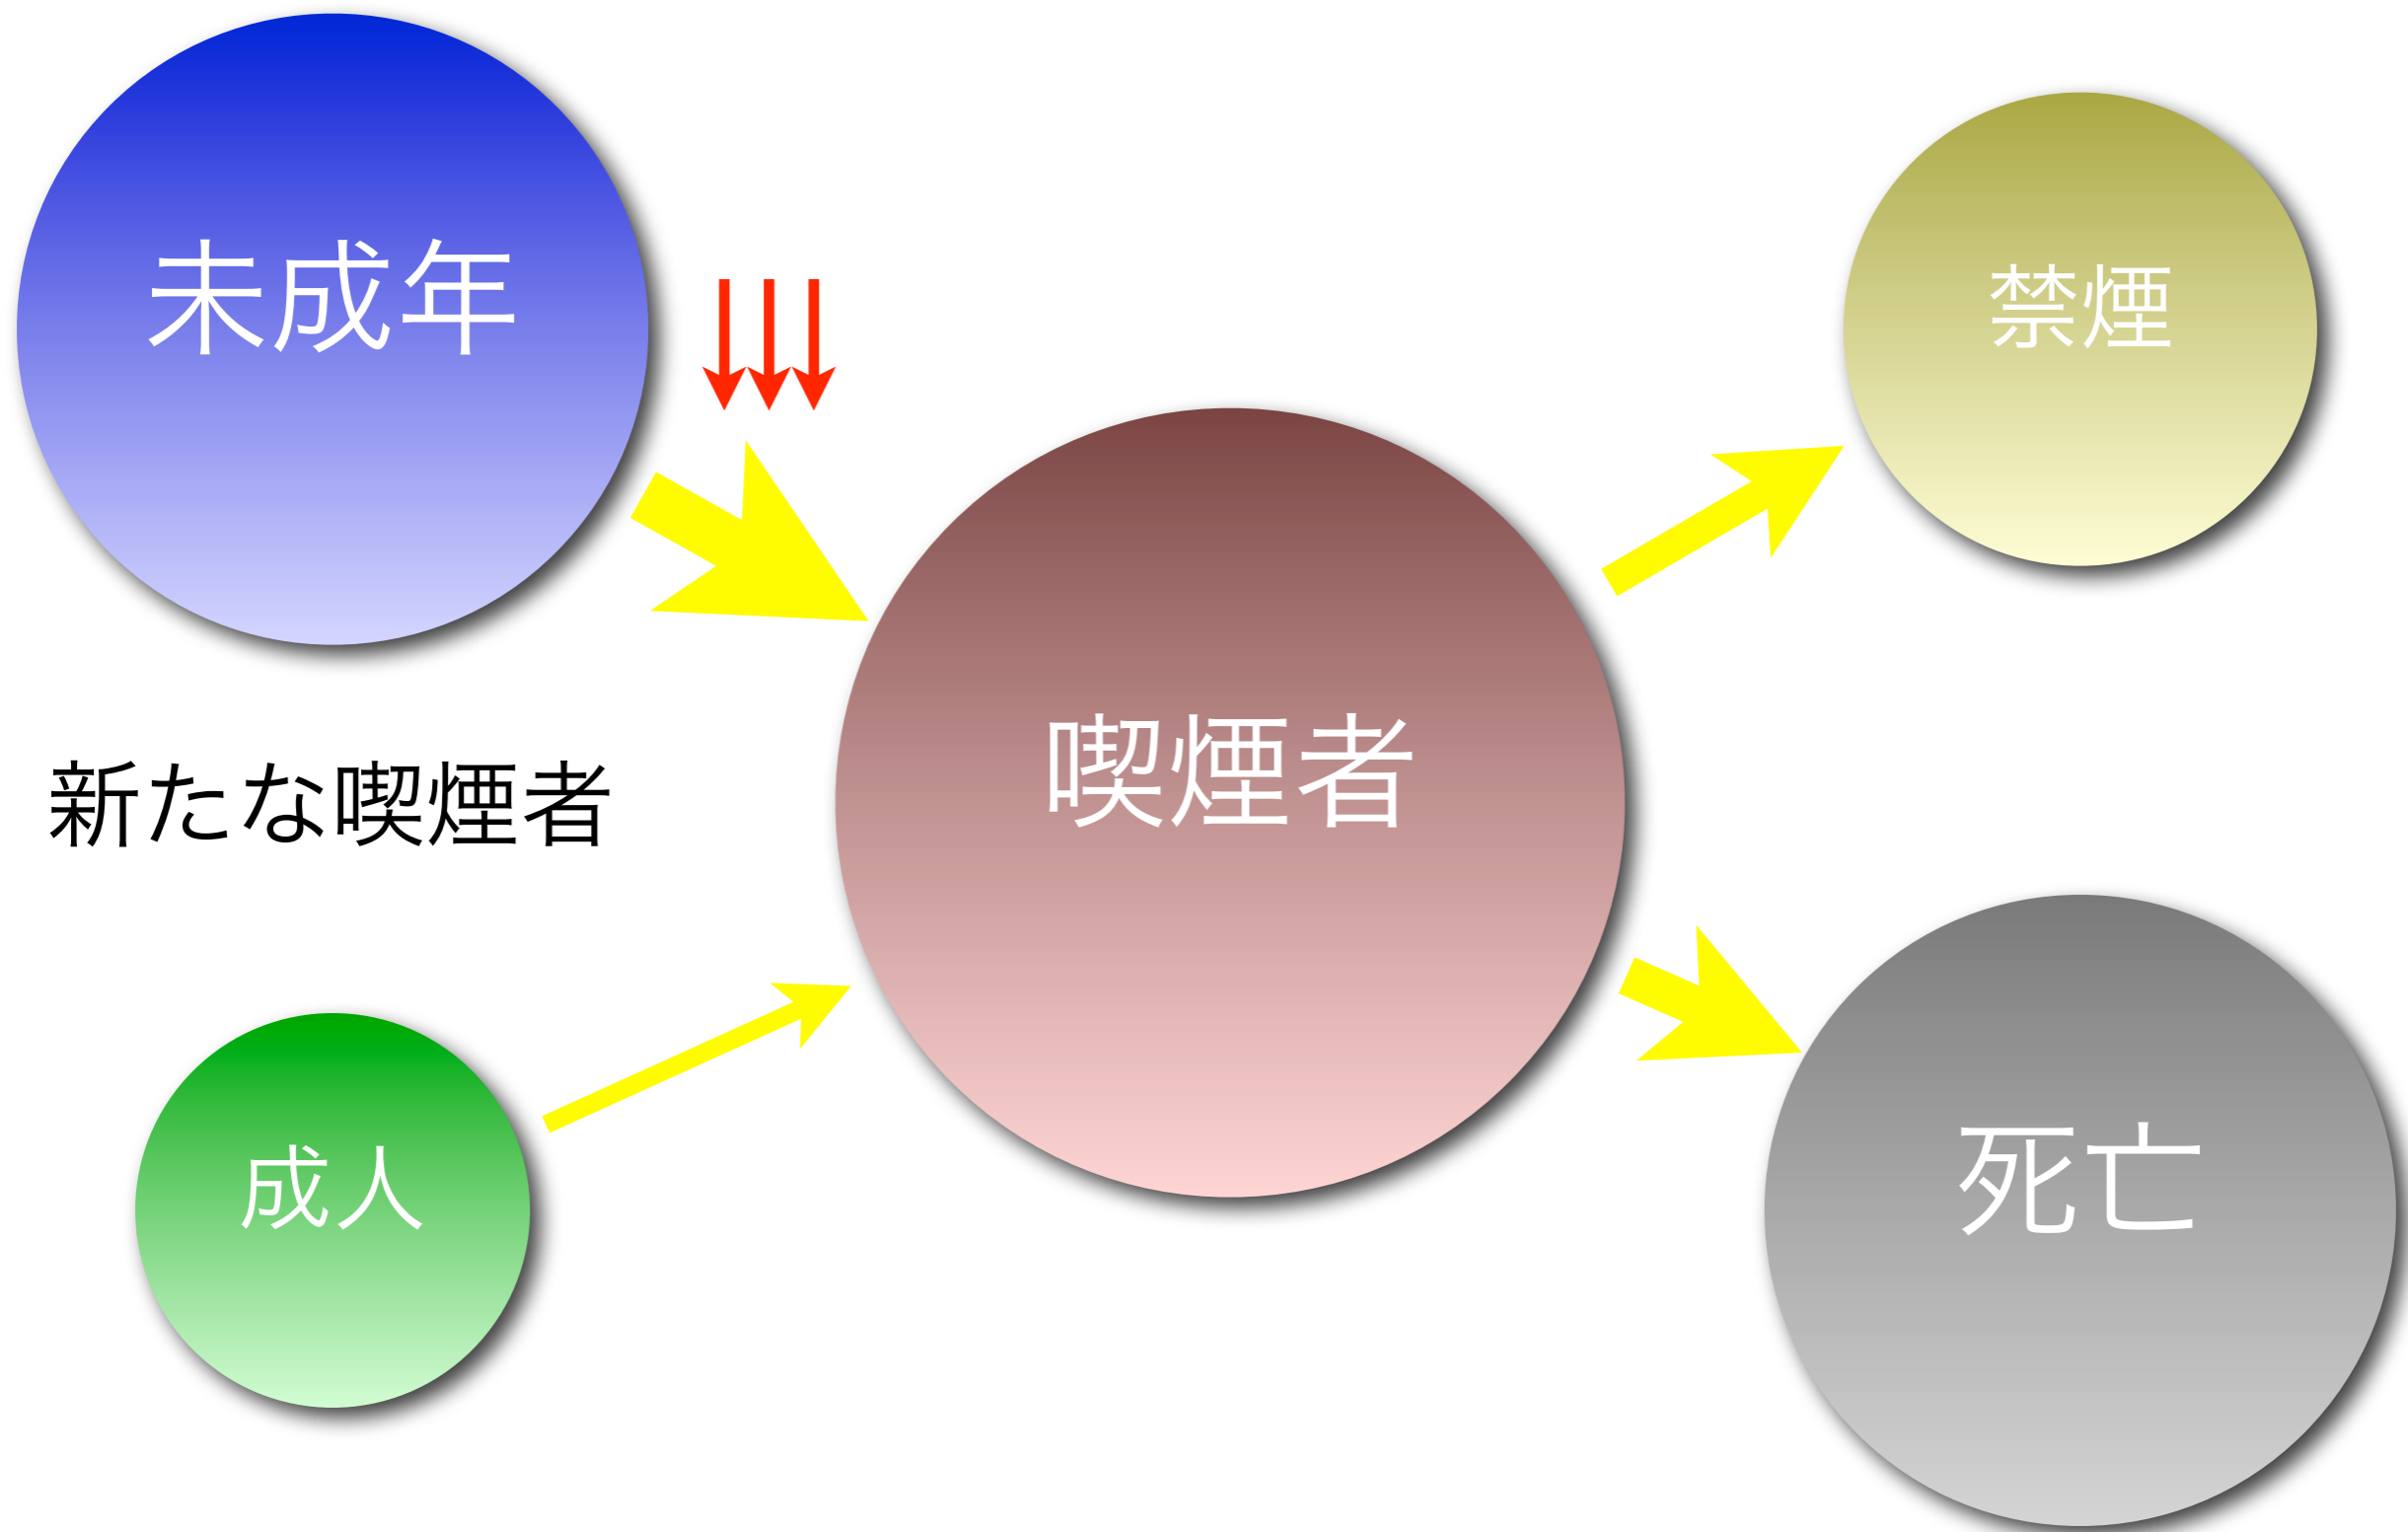 未成年
禁煙
新たな喫煙者
喫煙者
成人
死亡